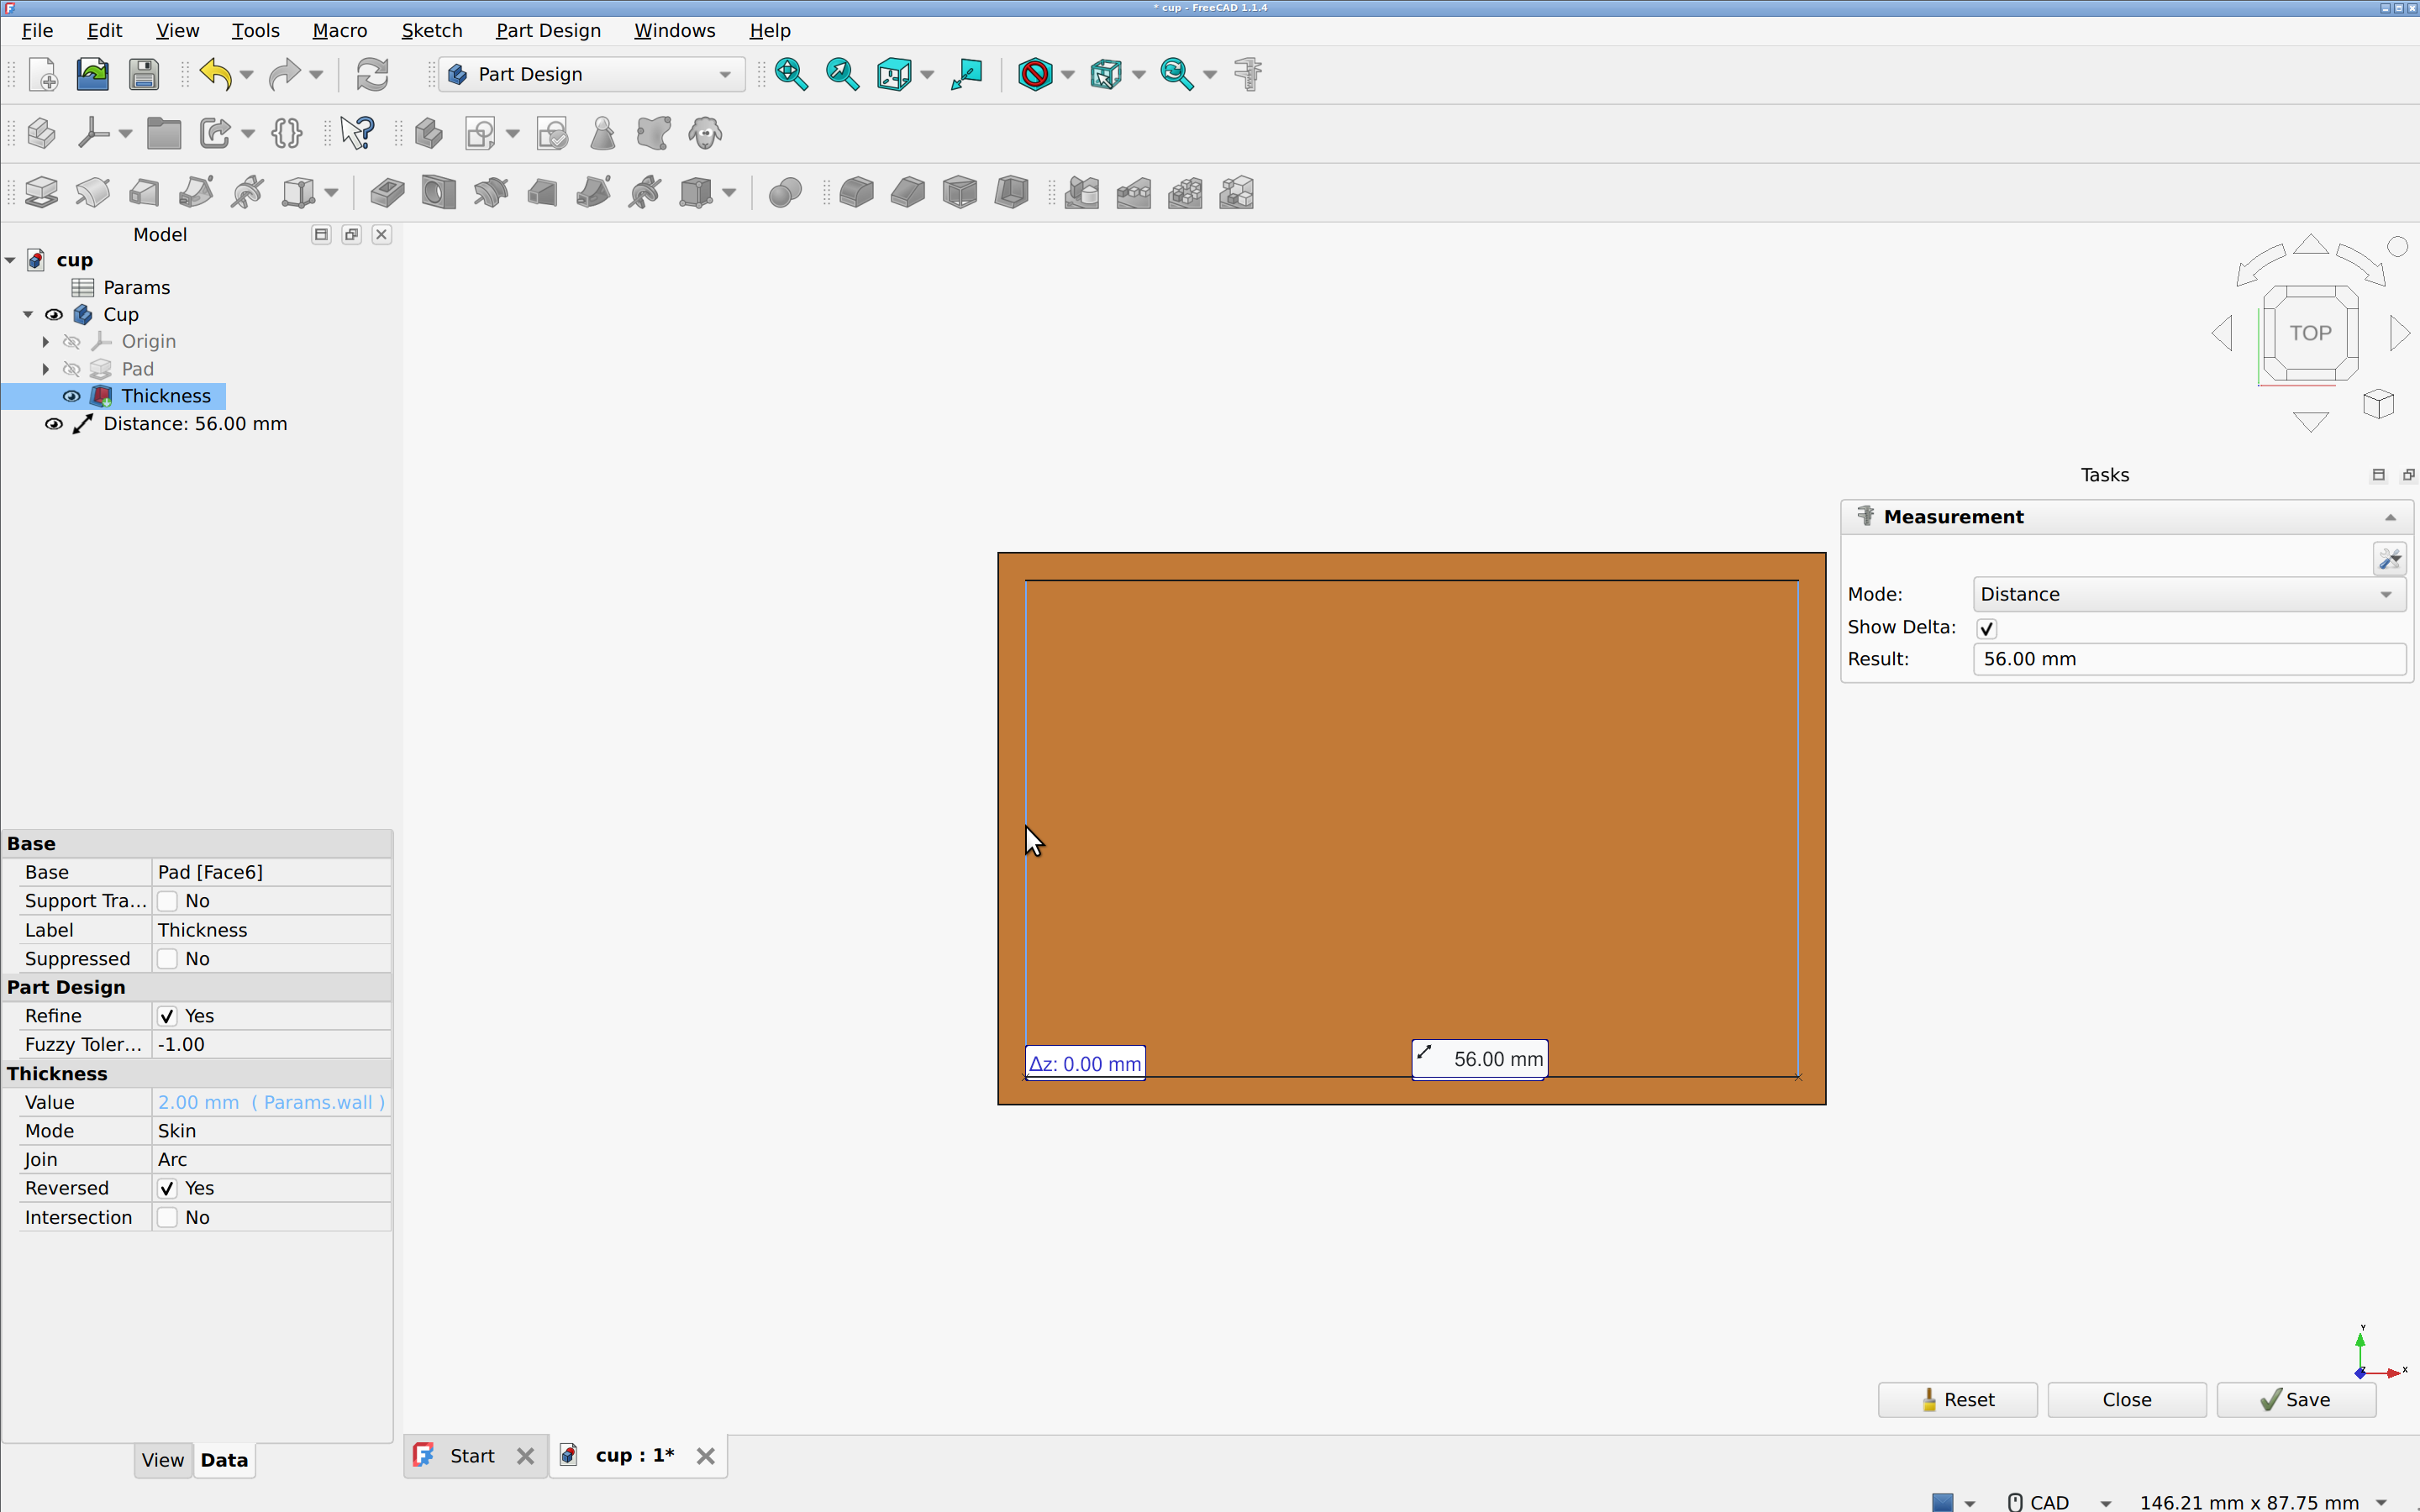 * cup - FreeCAD 1.1.4
File Edit View Tools Macro Sketch Part Design Windows Help
Part Design
Model
cup
Params
Cup
Origin
Pad
Thickness
Distance: 56.00 mm
TOP
Tasks
Measurement
Mode: Distance
Show Delta:
Result: 56.00 mm
Δz: 0.00 mm
56.00 mm
Base
Base Pad [Face6]
Support Tra... No
Label Thickness
Suppressed No
Part Design
Refine Yes
Fuzzy Toler... -1.00
Thickness
Value 2.00 mm ( Params.wall )
Mode Skin
Join Arc
Reversed Yes
Intersection No
Y
X
Reset Close Save
View Data
Start
cup : 1*
CAD
146.21 mm x 87.75 mm